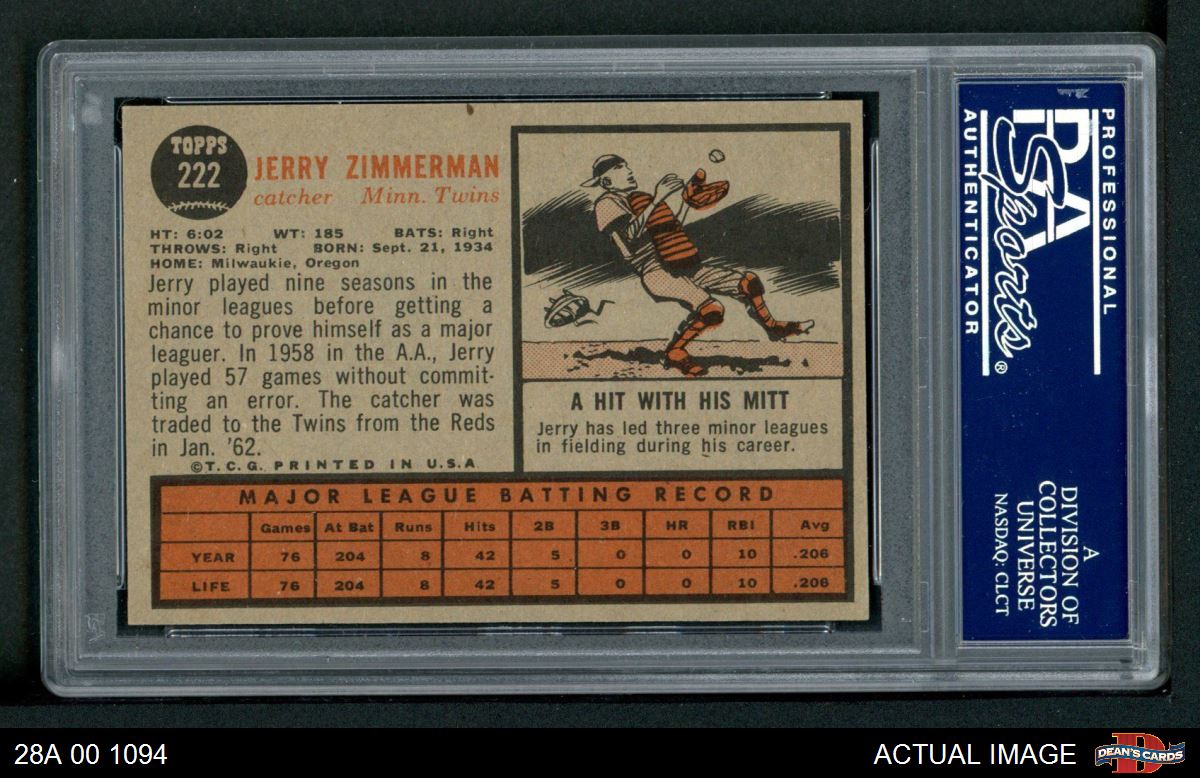 TOPPS
222
JERRY ZIMMERMAN
catcher Minn. Twins
HT: 6:02 WT: 185 BATS: Right
THROWS: Right BORN: Sept. 21, 1934
HOME: Milwaukie, Oregon
Jerry played nine seasons in the
minor leagues before getting a
chance to prove himself as a major
leaguer. In 1958 in the A.A., Jerry
played 57 games without commit-
ting an error. The catcher was
traded to the Twins from the Reds
in Jan. '62.
©T.C.G. PRINTED IN U.S.A
A HIT WITH HIS MITT
Jerry has led three minor leagues
in fielding during his career.
MAJOR LEAGUE BATTING RECORD
Games At Bat Runs Hits 2B 3B HR RBI Avg
YEAR 76 204 8 42 5 0 0 10 .206
LIFE 76 204 8 42 5 0 0 10 .206
PROFESSIONAL
PSA
Sports®
AUTHENTICATOR
A
DIVISION OF
COLLECTORS
UNIVERSE
NASDAQ: CLCT
28A 00 1094
ACTUAL IMAGE
D
DEAN'S CARDS